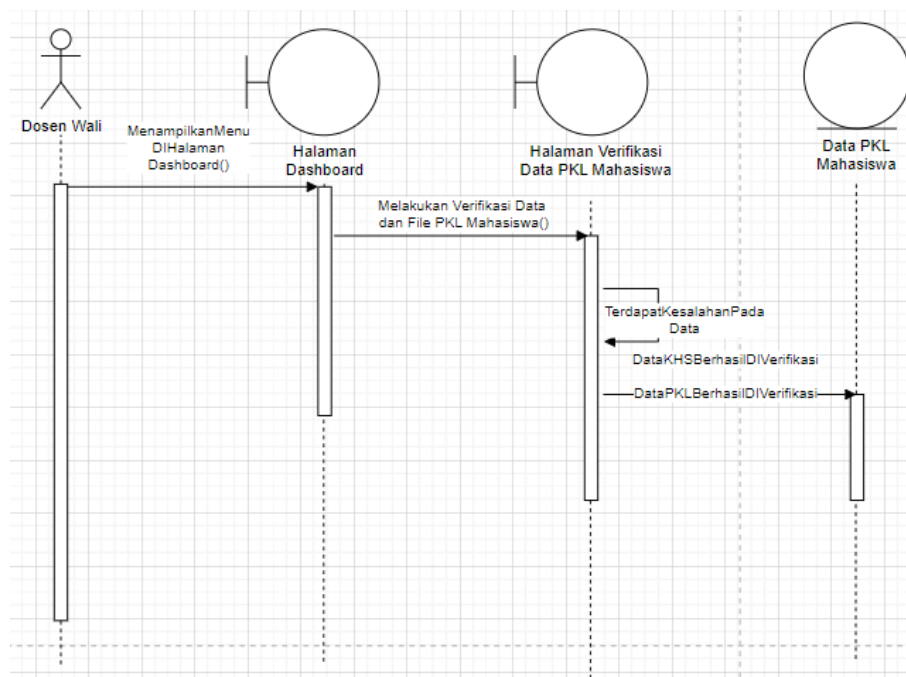 Dosen Wali
MenampilkanMenu
DIHalaman
Dashboard()
Halaman
Dashboard
Halaman Verifikasi
Data PKL Mahasiswa
Data PKL
Mahasiswa
Melakukan Verifikasi Data
dan File PKL Mahasiswa()
TerdapatKesalahanPada
Data
DataKHSBerhasilDIVerifikasi
DataPKLBerhasilDIVerifikasi